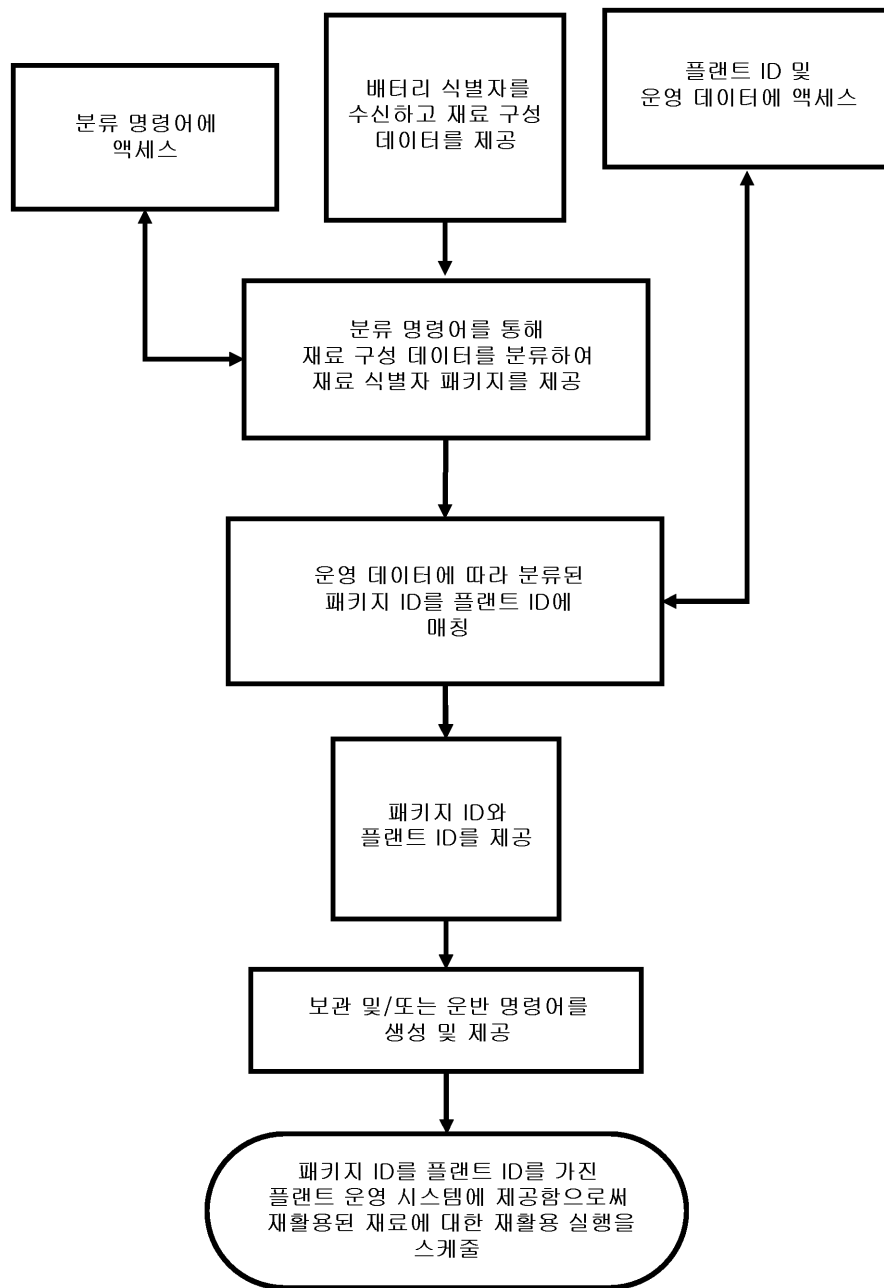 분류 명령어에
액세스
배터리 식별자를
수신하고 재료 구성
데이터를 제공
플랜트 ID 및
운영 데이터에 액세스
분류 명령어를 통해
재료 구성 데이터를 분류하여
재료 식별자 패키지를 제공
운영 데이터에 따라 분류된
패키지 ID를 플랜트 ID에
매칭
패키지 ID와
플랜트 ID를 제공
보관 및/또는 운반 명령어를
생성 및 제공
패키지 ID를 플랜트 ID를 가진
플랜트 운영 시스템에 제공함으로써
재활용된 재료에 대한 재활용 실행을
스케줄